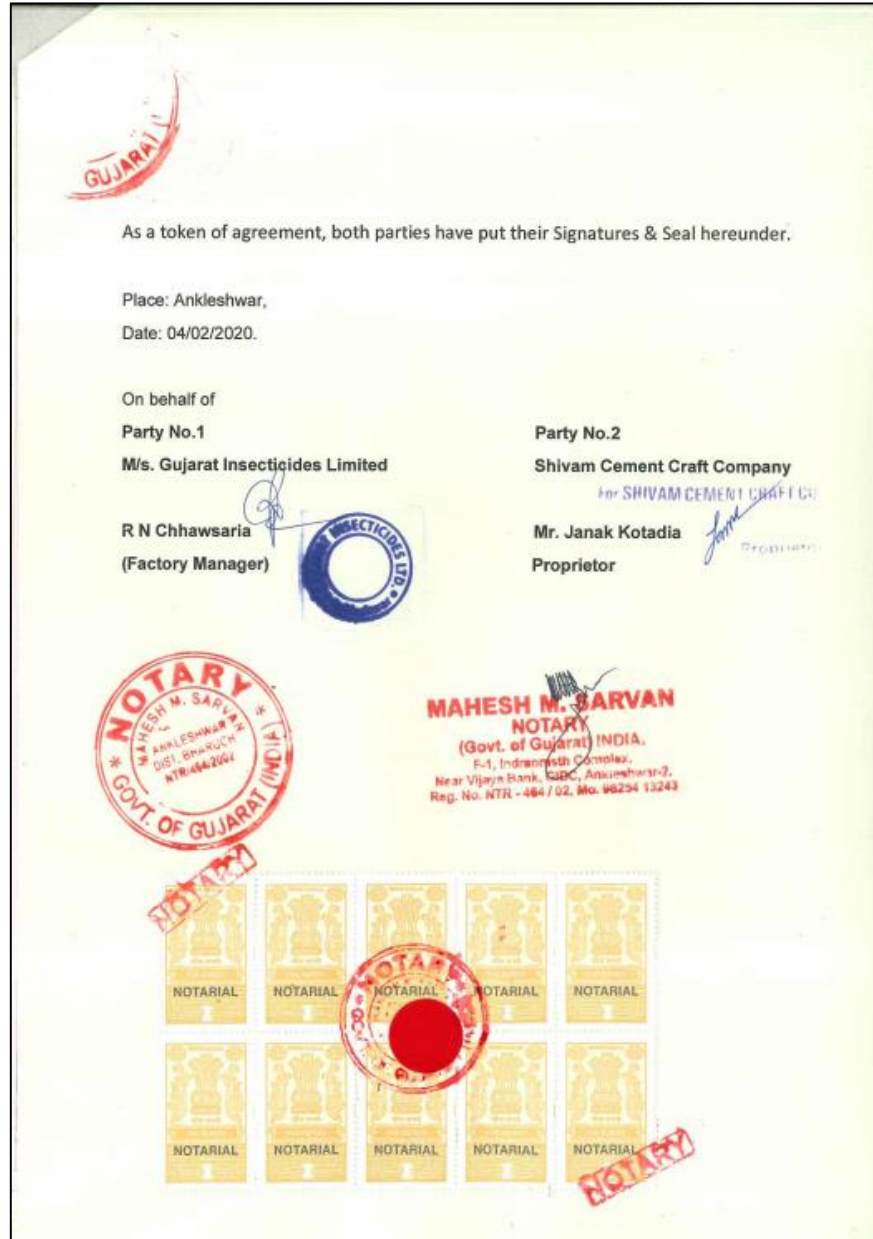 GUJARAT
As a token of agreement, both parties have put their Signatures & Seal hereunder.
Place: Ankleshwar,
Date: 04/02/2020.
On behalf of
Party No.1
Party No.2
M/s. Gujarat Insecticides Limited
Shivam Cement Craft Company
For SHIVAM CEMENT CRAFT CO
R N Chhawsaria
Mr. Janak Kotadia
(Factory Manager)
Proprietor
INSECTICIDES LTD.
NOTARY
GOVT. OF GUJARAT (INDIA)
MAHESH M. SARVAN
ANKLESHWAR
DIST. BHARUCH
NTR/464/2002
MAHESH M. SARVAN
NOTARY
(Govt. of Gujarat) INDIA.
F-1, Indraprasth Complex,
Near Vijaya Bank, GIDC, Ankleshwar-2.
Reg. No. NTR - 464 / 02, Mo. 98254 13243
NOTARY
NOTARIAL NOTARIAL NOTARIAL NOTARIAL NOTARIAL
NOTARY
NOTARIAL NOTARIAL NOTARIAL NOTARIAL NOTARIAL
NOTARY